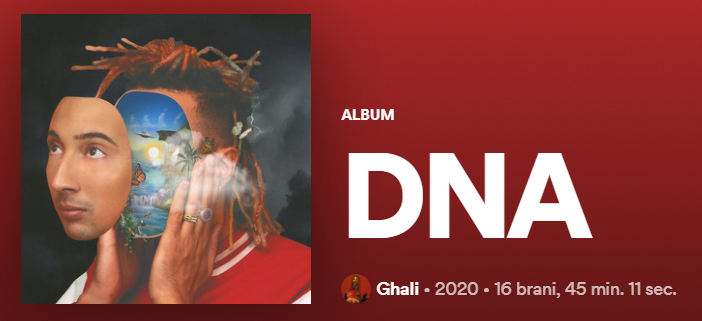 ALBUM
DNA
Ghali • 2020 • 16 brani, 45 min. 11 sec.